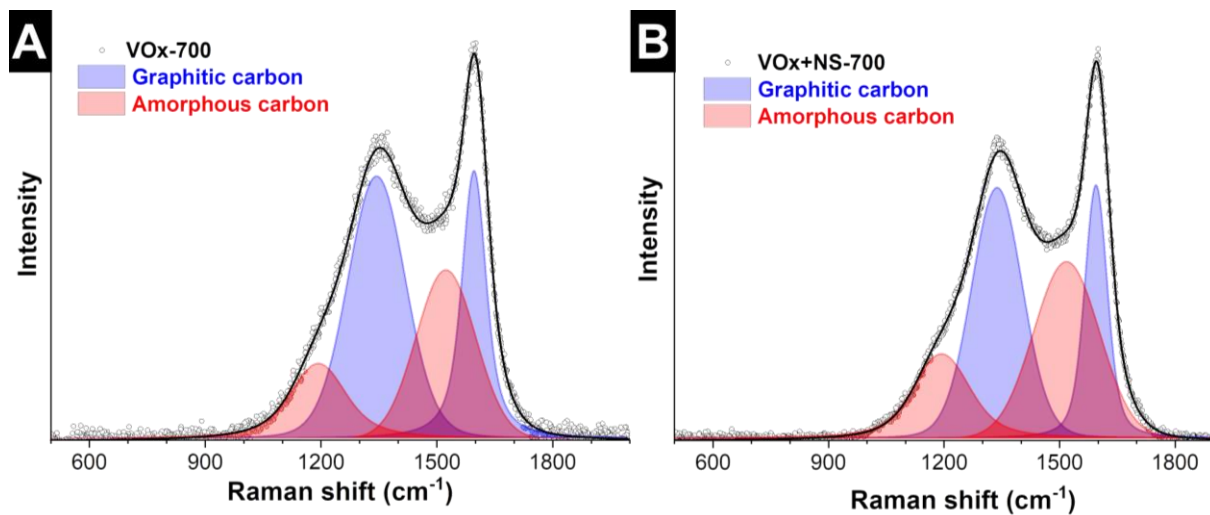 A
VOx-700
Graphitic carbon
Amorphous carbon
Intensity
600 900 1200 1500 1800
Raman shift (cm⁻¹)
B
VOx+NS-700
Graphitic carbon
Amorphous carbon
Intensity
600 900 1200 1500 1800
Raman shift (cm⁻¹)